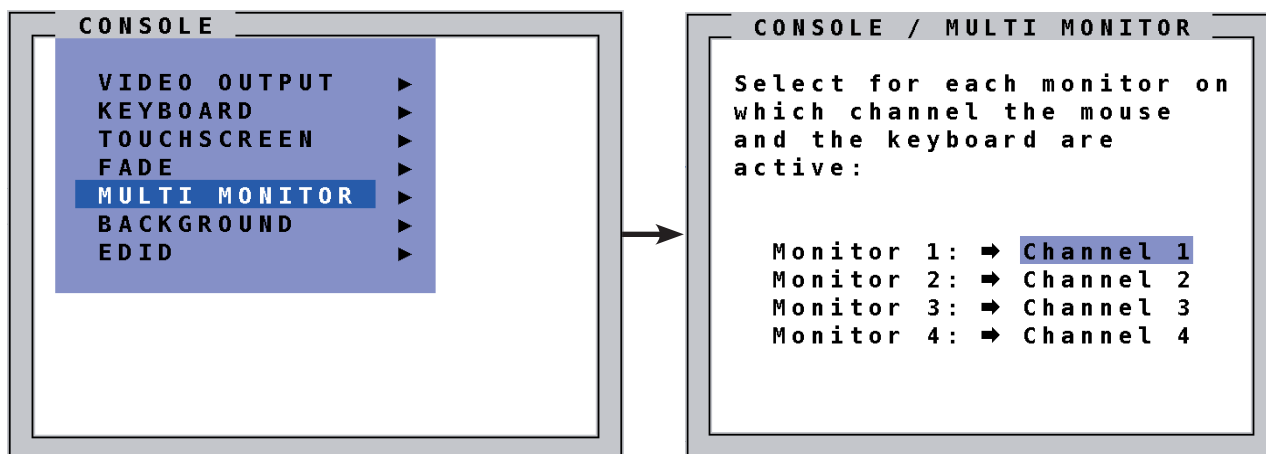 CONSOLE
VIDEO OUTPUT ▶
KEYBOARD ▶
TOUCHSCREEN ▶
FADE ▶
MULTI MONITOR ▶
BACKGROUND ▶
EDID ▶
CONSOLE / MULTI MONITOR
Select for each monitor on
which channel the mouse
and the keyboard are
active:
Monitor 1: ➡ Channel 1
Monitor 2: ➡ Channel 2
Monitor 3: ➡ Channel 3
Monitor 4: ➡ Channel 4